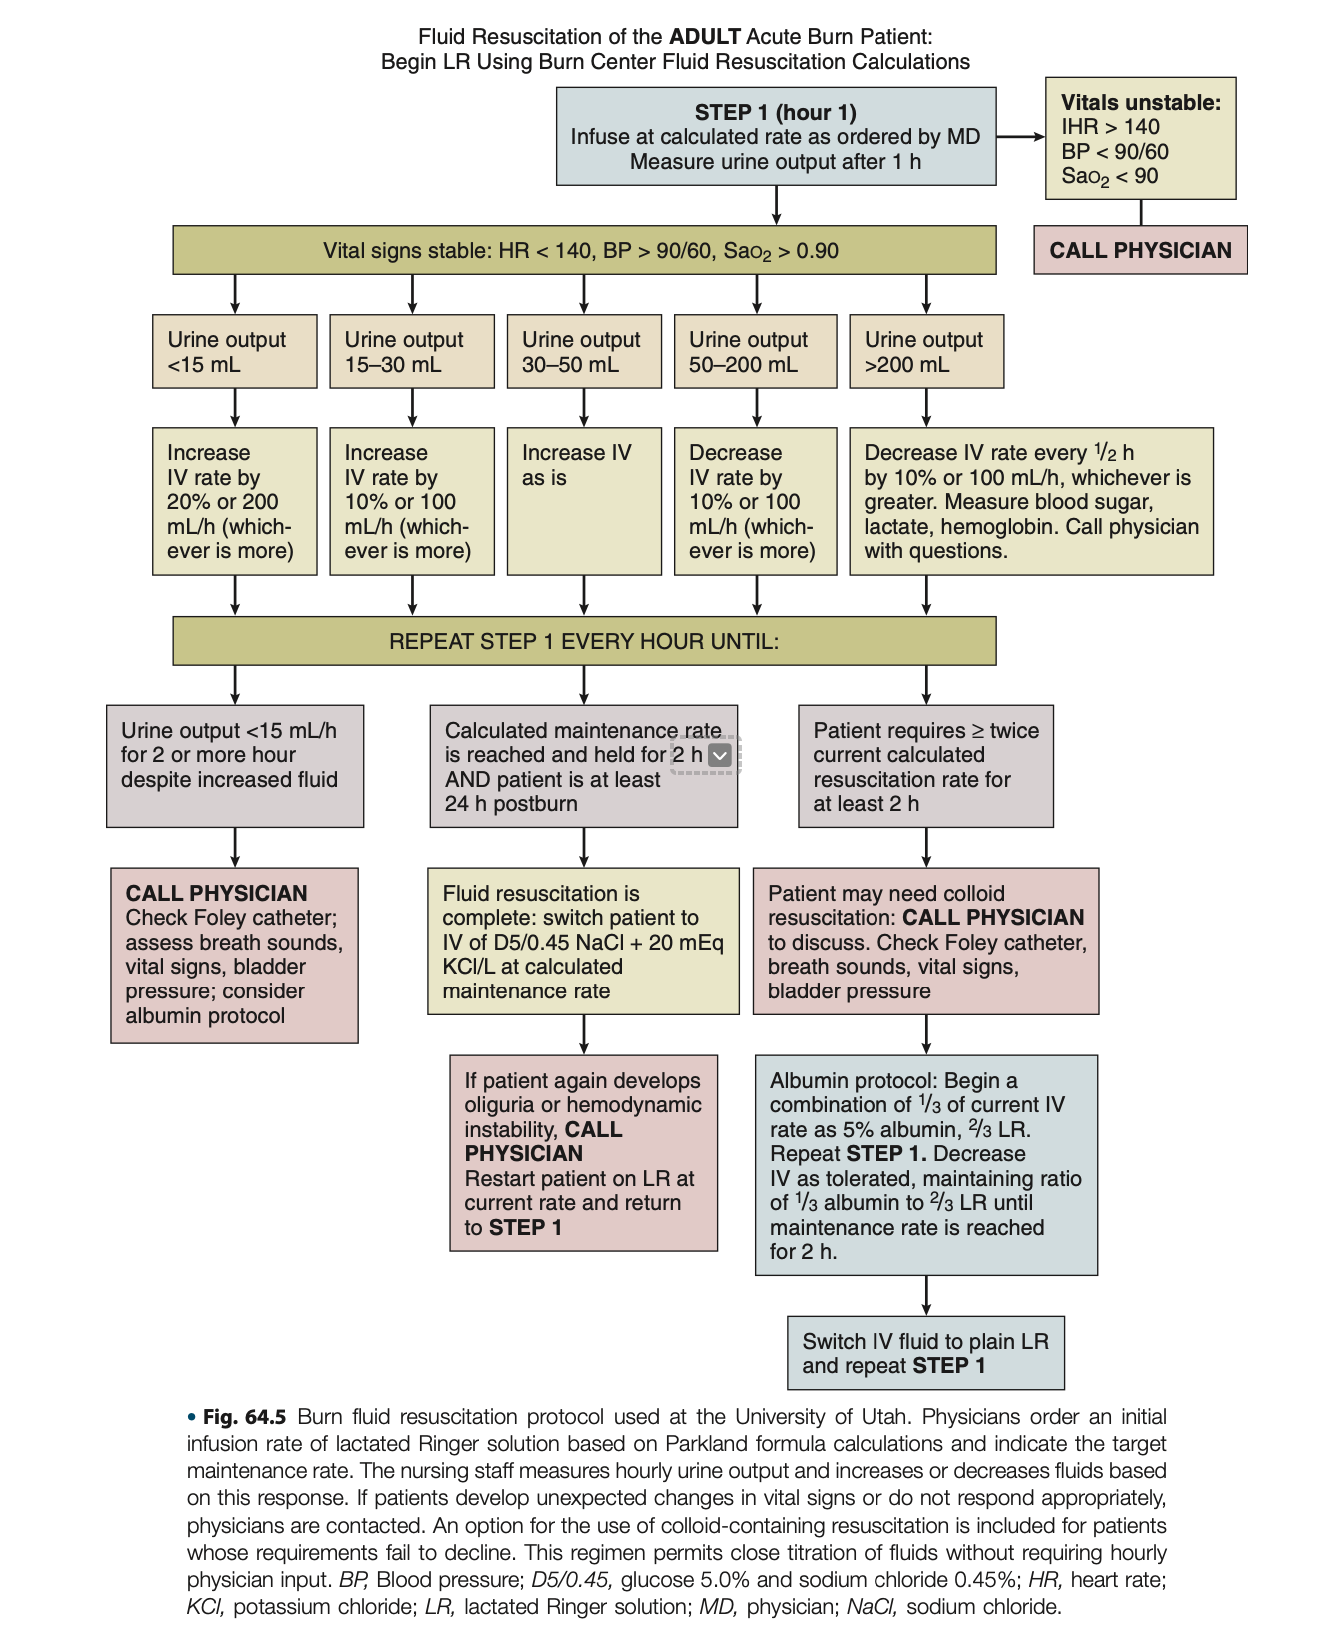 Fluid Resuscitation of the ADULT Acute Burn Patient:
Begin LR Using Burn Center Fluid Resuscitation Calculations
STEP 1 (hour 1)
Infuse at calculated rate as ordered by MD
Measure urine output after 1 h
Vitals unstable:
IHR > 140
BP < 90/60
SaO₂ < 90
CALL PHYSICIAN
Vital signs stable: HR < 140, BP > 90/60, SaO₂ > 0.90
Urine output
<15 mL
Urine output
15–30 mL
Urine output
30–50 mL
Urine output
50–200 mL
Urine output
>200 mL
Increase
IV rate by
20% or 200
mL/h (which-
ever is more)
Increase
IV rate by
10% or 100
mL/h (which-
ever is more)
Increase IV
as is
Decrease
IV rate by
10% or 100
mL/h (which-
ever is more)
Decrease IV rate every 1/2 h
by 10% or 100 mL/h, whichever is
greater. Measure blood sugar,
lactate, hemoglobin. Call physician
with questions.
REPEAT STEP 1 EVERY HOUR UNTIL:
Urine output <15 mL/h
for 2 or more hour
despite increased fluid
Calculated maintenance rate
is reached and held for 2 h
AND patient is at least
24 h postburn
Patient requires ≥ twice
current calculated
resuscitation rate for
at least 2 h
CALL PHYSICIAN
Check Foley catheter;
assess breath sounds,
vital signs, bladder
pressure; consider
albumin protocol
Fluid resuscitation is
complete: switch patient to
IV of D5/0.45 NaCl + 20 mEq
KCl/L at calculated
maintenance rate
Patient may need colloid
resuscitation: CALL PHYSICIAN
to discuss. Check Foley catheter,
breath sounds, vital signs,
bladder pressure
If patient again develops
oliguria or hemodynamic
instability, CALL
PHYSICIAN
Restart patient on LR at
current rate and return
to STEP 1
Albumin protocol: Begin a
combination of 1/3 of current IV
rate as 5% albumin, 2/3 LR.
Repeat STEP 1. Decrease
IV as tolerated, maintaining ratio
of 1/3 albumin to 2/3 LR until
maintenance rate is reached
for 2 h.
Switch IV fluid to plain LR
and repeat STEP 1
• Fig. 64.5 Burn fluid resuscitation protocol used at the University of Utah. Physicians order an initial
infusion rate of lactated Ringer solution based on Parkland formula calculations and indicate the target
maintenance rate. The nursing staff measures hourly urine output and increases or decreases fluids based
on this response. If patients develop unexpected changes in vital signs or do not respond appropriately,
physicians are contacted. An option for the use of colloid-containing resuscitation is included for patients
whose requirements fail to decline. This regimen permits close titration of fluids without requiring hourly
physician input. BP, Blood pressure; D5/0.45, glucose 5.0% and sodium chloride 0.45%; HR, heart rate;
KCl, potassium chloride; LR, lactated Ringer solution; MD, physician; NaCl, sodium chloride.